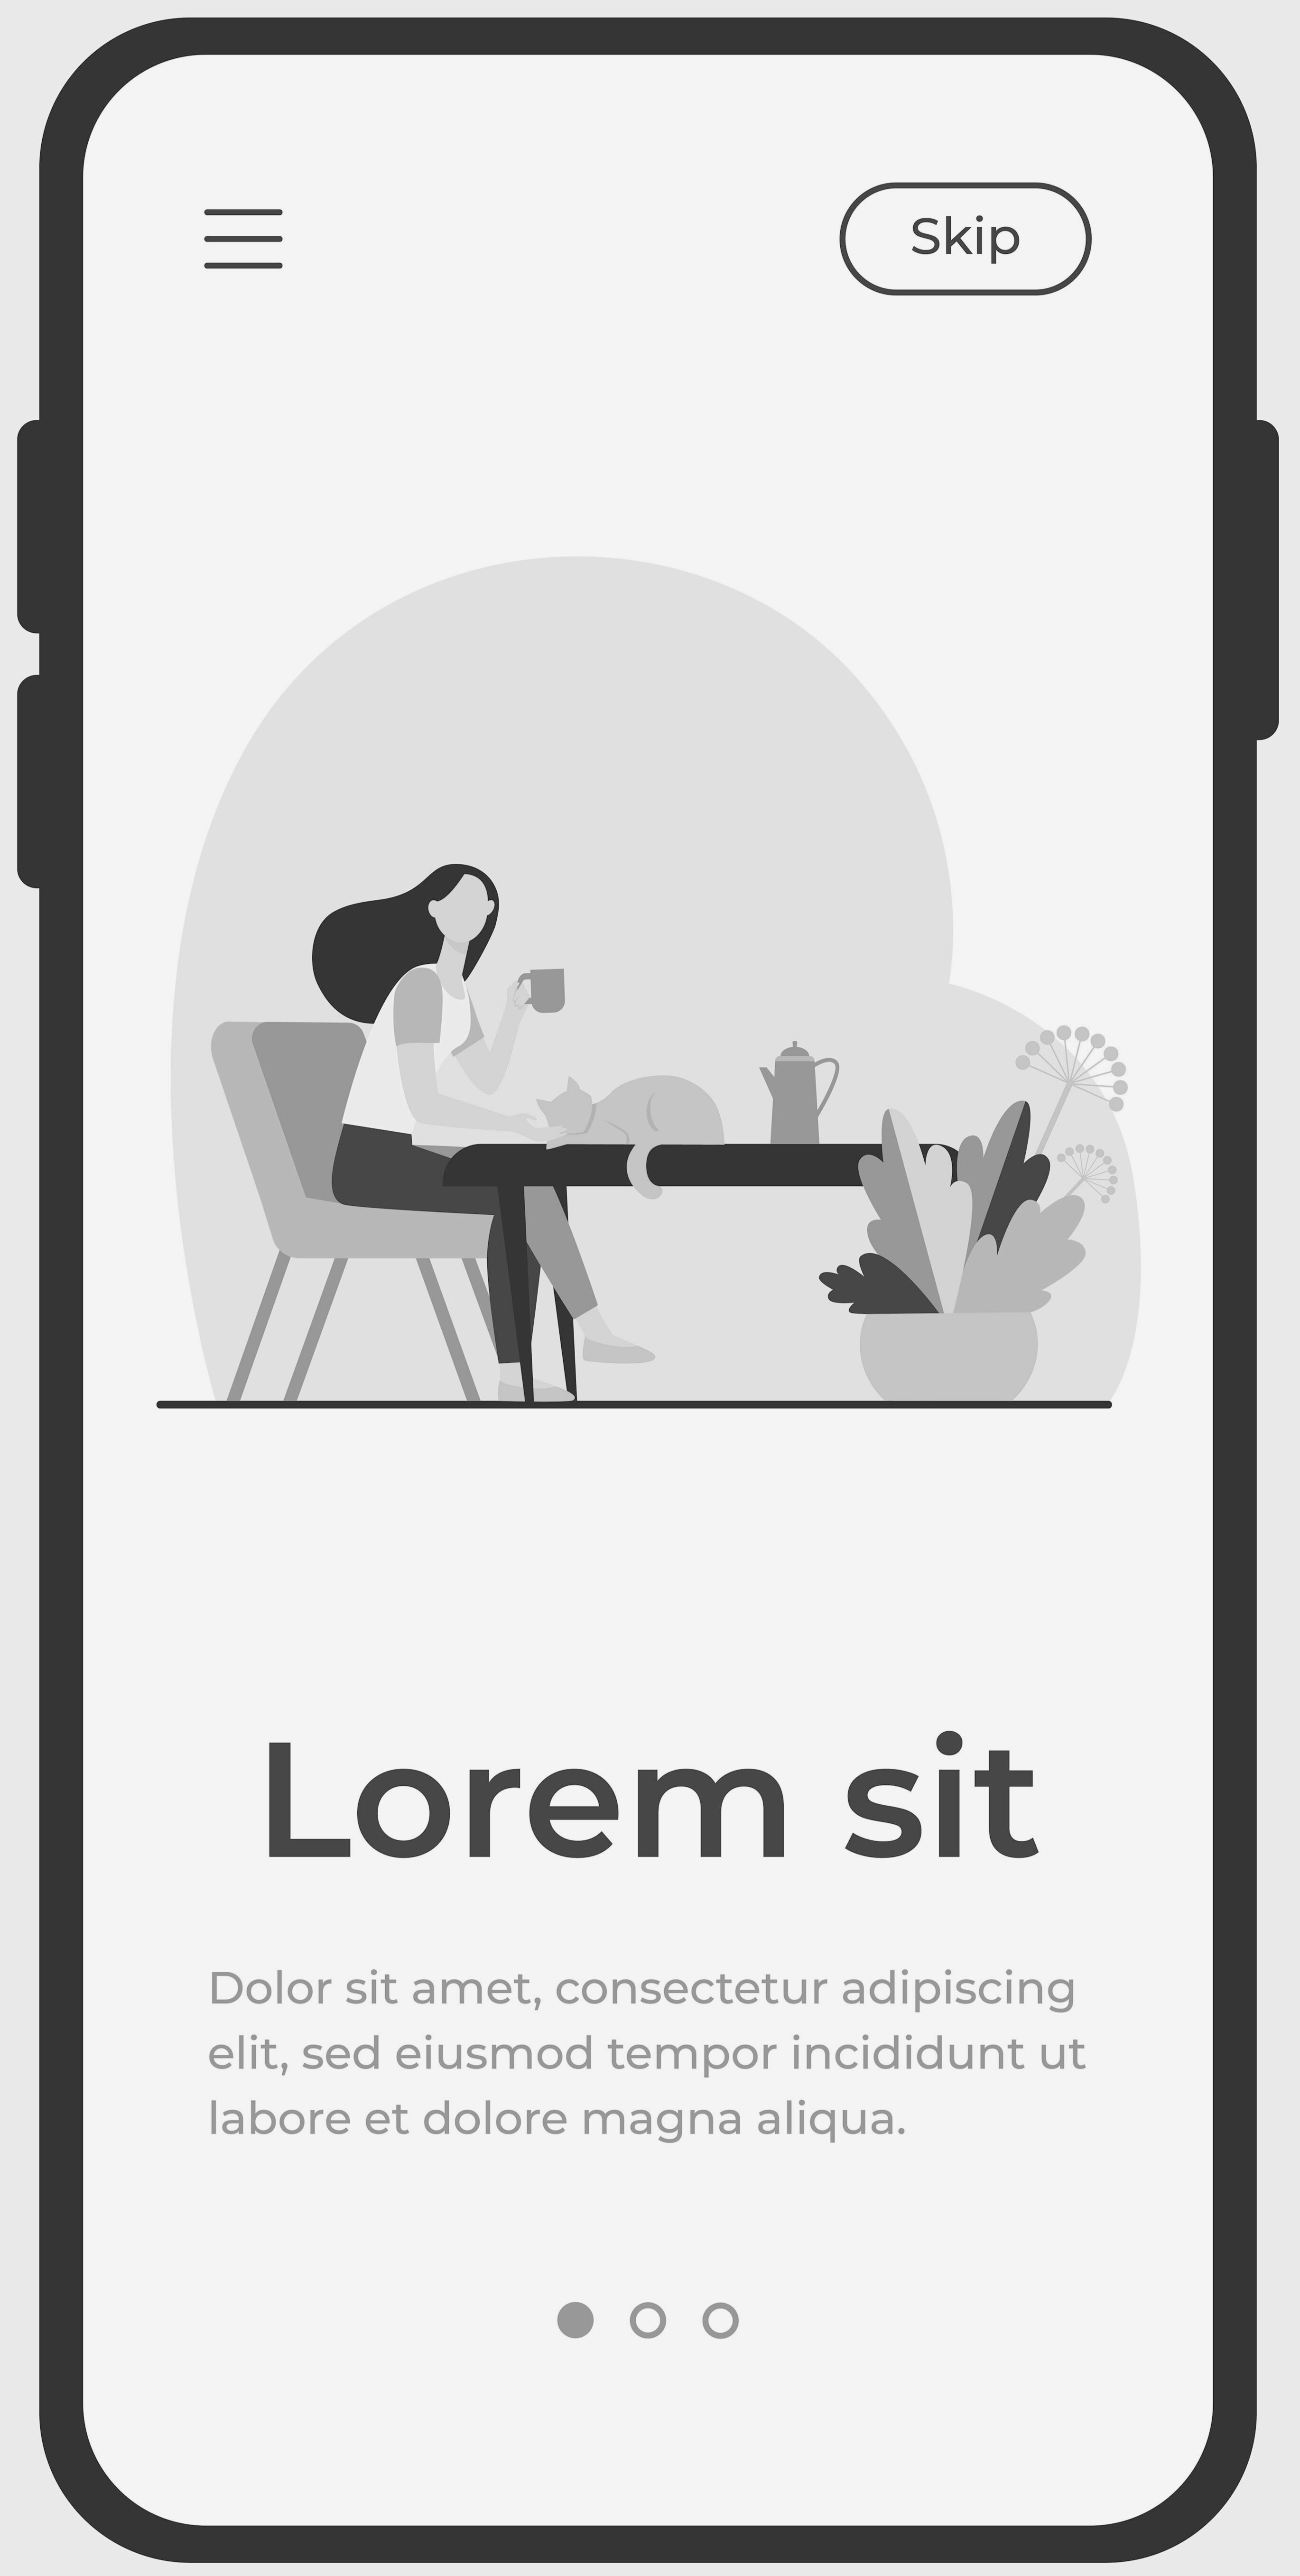 Skip
Lorem sit
Dolor sit amet, consectetur adipiscing
elit, sed eiusmod tempor incididunt ut
labore et dolore magna aliqua.